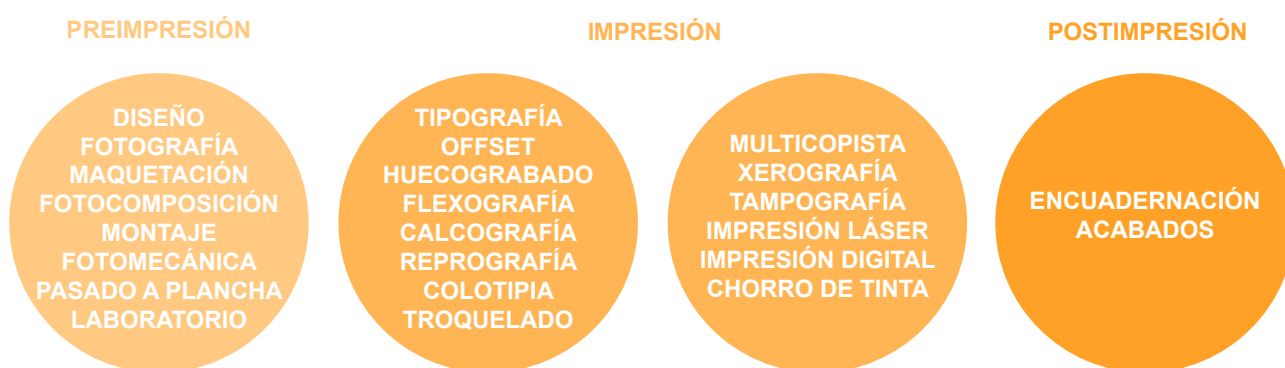 PREIMPRESIÓN
IMPRESIÓN
POSTIMPRESIÓN
DISEÑO
FOTOGRAFÍA
MAQUETACIÓN
FOTOCOMPOSICIÓN
MONTAJE
FOTOMECÁNICA
PASADO A PLANCHA
LABORATORIO
TIPOGRAFÍA
OFFSET
HUECOGRABADO
FLEXOGRAFÍA
CALCOGRAFÍA
REPROGRAFÍA
COLOTIPIA
TROQUELADO
MULTICOPISTA
XEROGRAFÍA
TAMPOGRAFÍA
IMPRESIÓN LÁSER
IMPRESIÓN DIGITAL
CHORRO DE TINTA
ENCUADERNACIÓN
ACABADOS